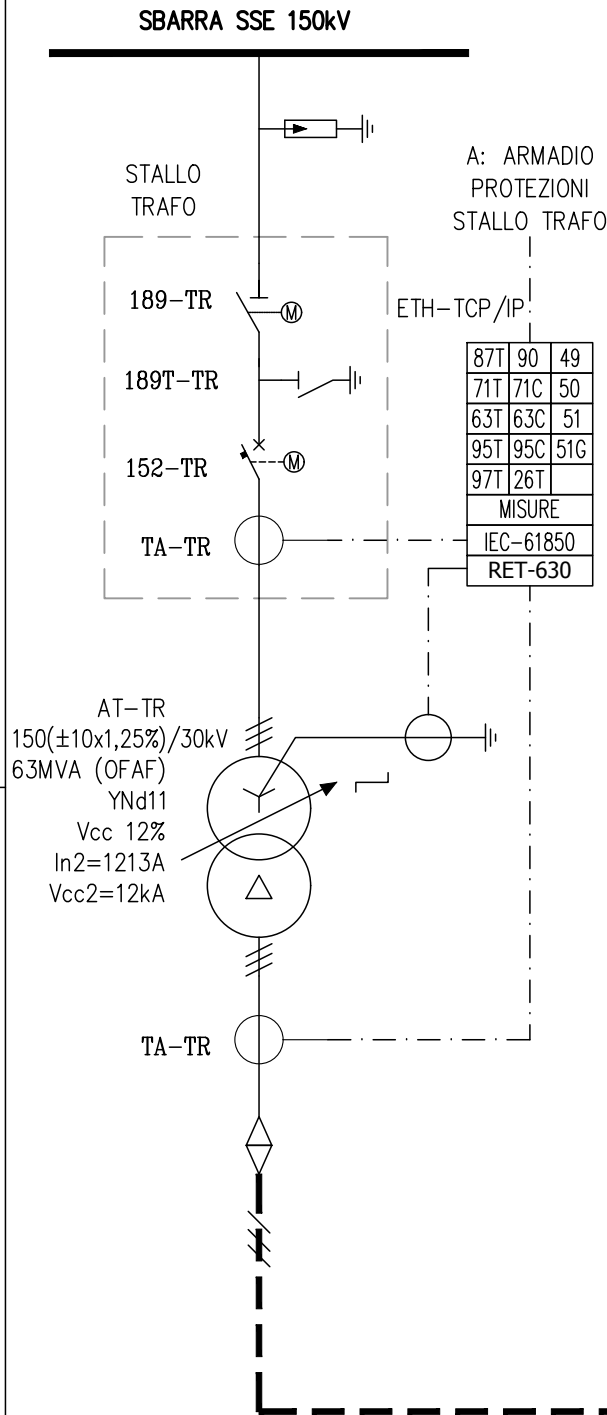 SBARRA SSE 150kV
STALLO
TRAFO
A: ARMADIO
PROTEZIONI
STALLO TRAFO
189-TR
M
ETH-TCP/IP
189T-TR
152-TR
M
TA-TR
87T 90 49
71T 71C 50
63T 63C 51
95T 95C 51G
97T 26T
MISURE
IEC-61850
RET-630
AT-TR
150(±10x1,25%)/30kV
63MVA (OFAF)
YNd11
Vcc 12%
In2=1213A
Vcc2=12kA
TA-TR